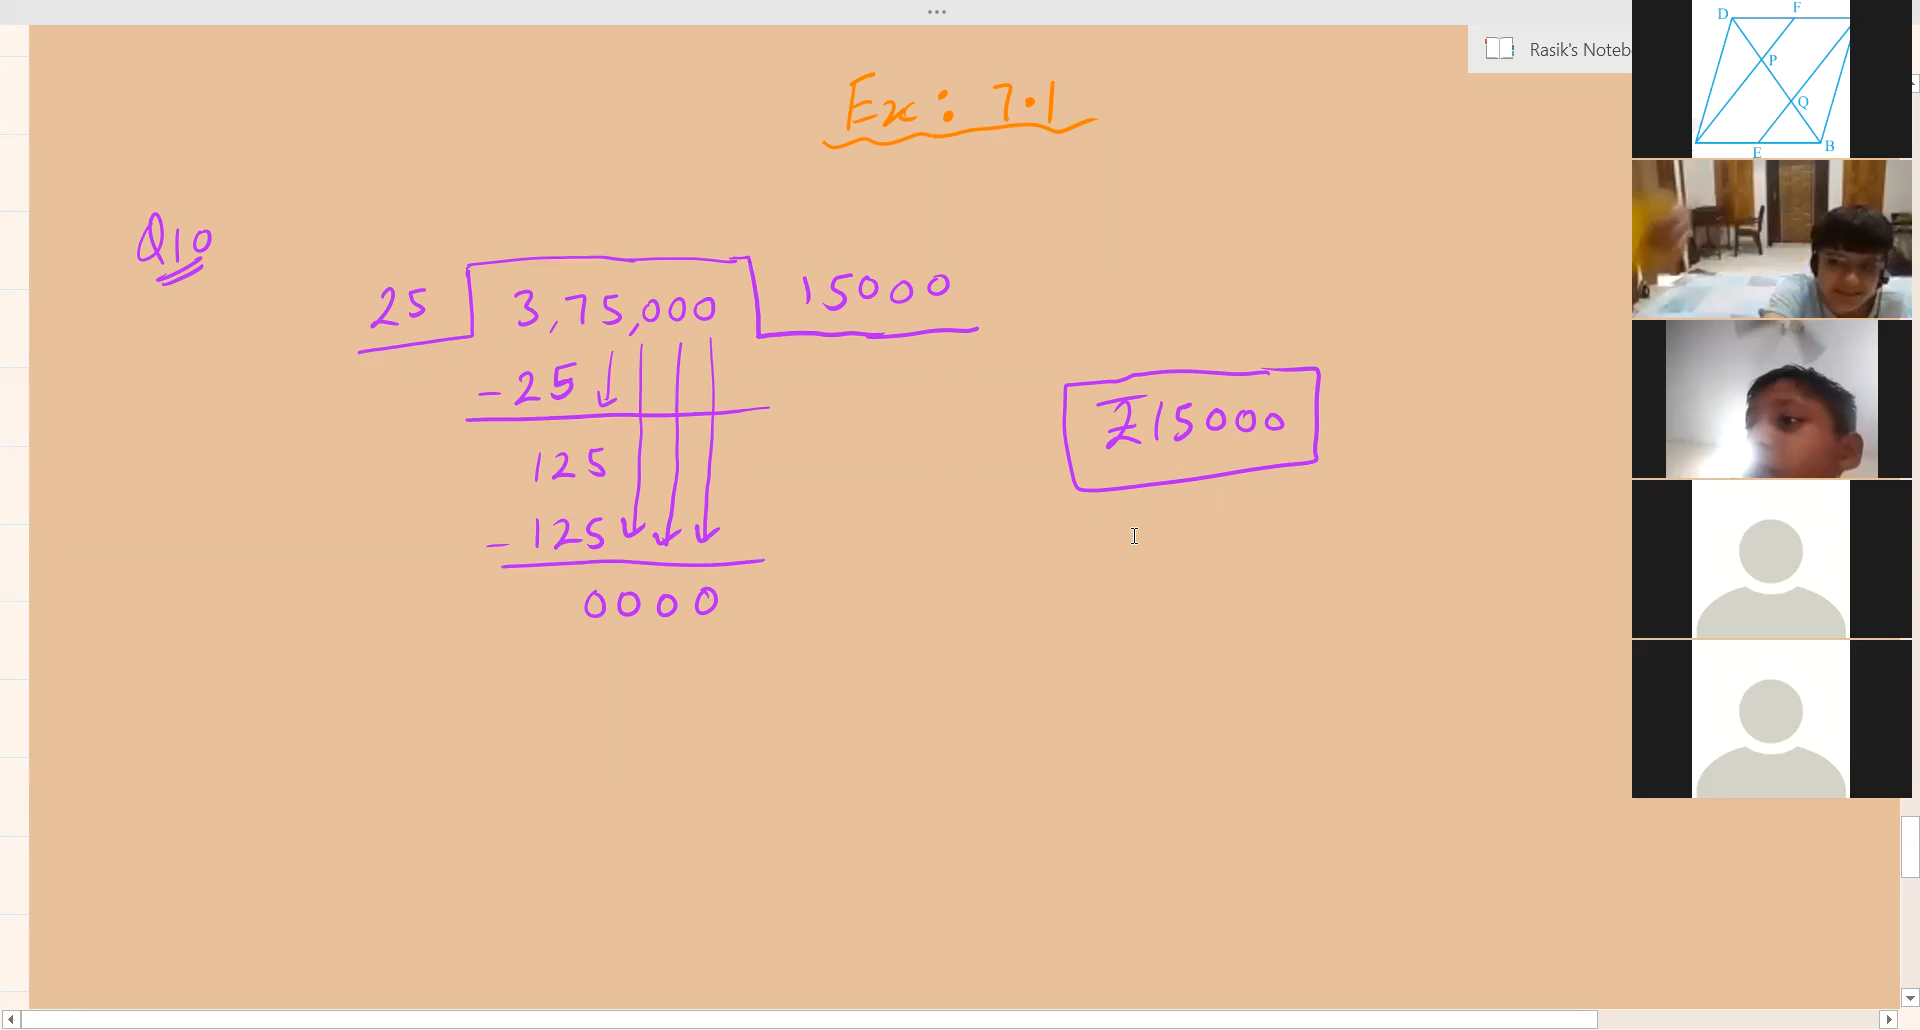 Ex: 7.1
Rasik's Noteb
Q10
25 3,75,000 15000
- 25
125
- 125
0000
₹15000
D F
P
Q
E B